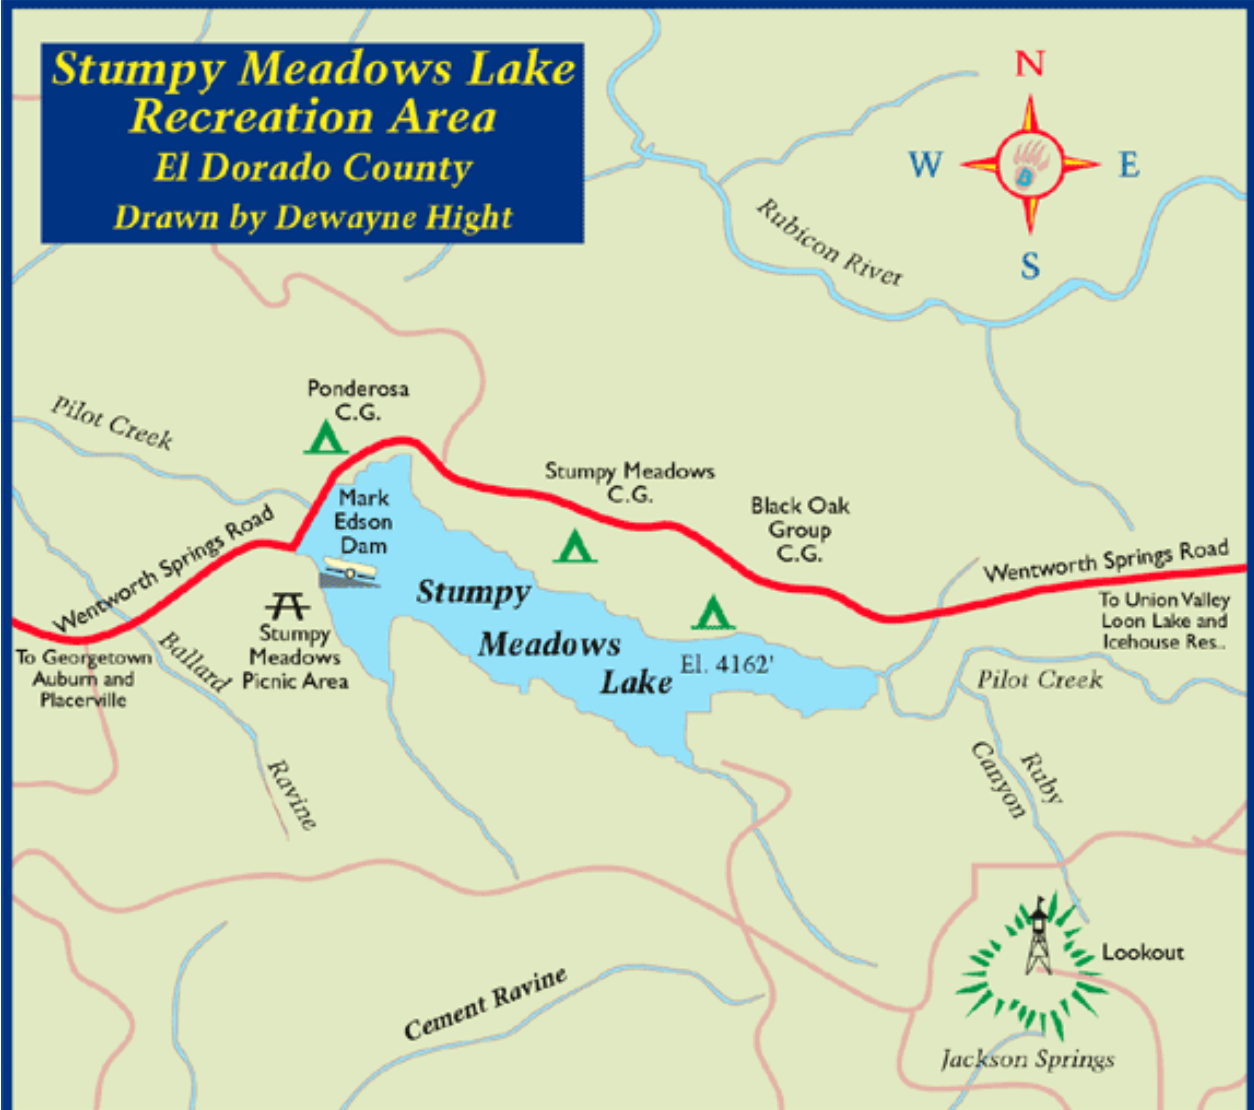 Stumpy Meadows Lake
Recreation Area
El Dorado County
Drawn by Dewayne Hight
N
W
B
E
S
Rubicon River
Ponderosa
C.G.
Pilot Creek
Stumpy Meadows
C.G.
Mark
Edson
Dam
Black Oak
Group
C.G.
Wentworth Springs Road
Wentworth Springs Road
Stumpy
Meadows
Lake
El. 4162'
To Union Valley
Loon Lake and
Icehouse Res..
Stumpy
Meadows
Picnic Area
To Georgetown
Auburn and
Placerville
Ballard
Ravine
Pilot Creek
Ruby
Canyon
Lookout
Cement Ravine
Jackson Springs